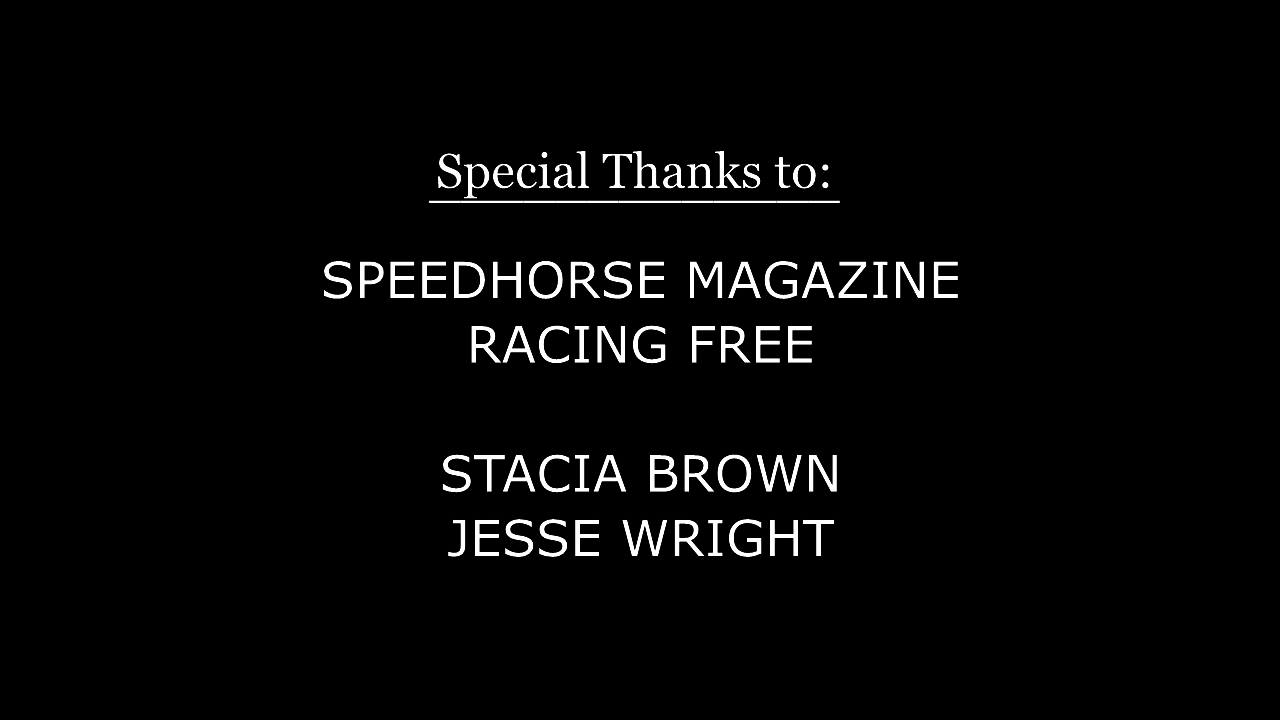 Special Thanks to:
SPEEDHORSE MAGAZINE
RACING FREE
STACIA BROWN
JESSE WRIGHT